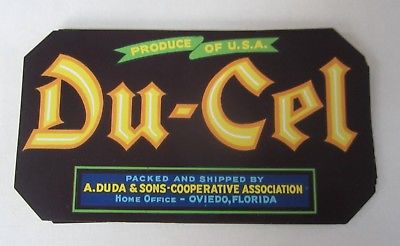 PRODUCE OF U.S.A.
Du-Cel
PACKED AND SHIPPED BY
A. DUDA & SONS-COOPERATIVE ASSOCIATION
HOME OFFICE - OVIEDO, FLORIDA